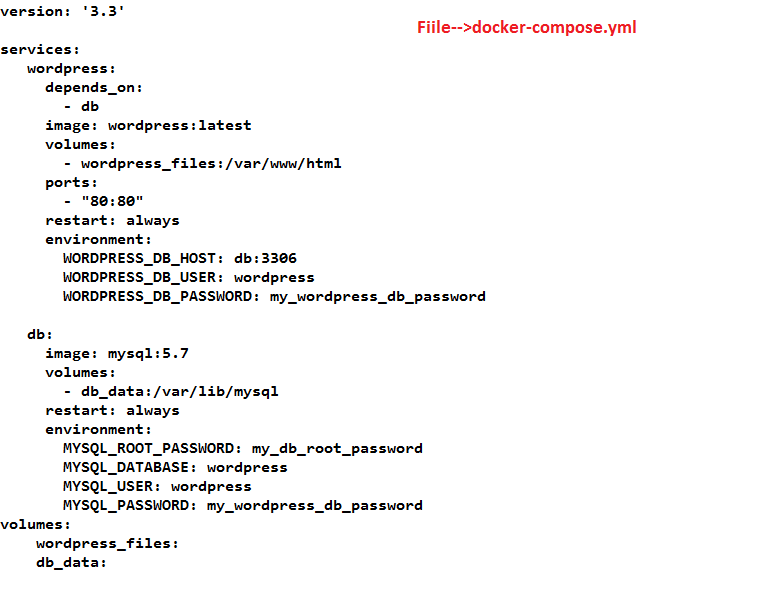 version: '3.3'
Fiile-->docker-compose.yml
services:
wordpress:
depends_on:
- db
image: wordpress:latest
volumes:
- wordpress_files:/var/www/html
ports:
- "80:80"
restart: always
environment:
WORDPRESS_DB_HOST: db:3306
WORDPRESS_DB_USER: wordpress
WORDPRESS_DB_PASSWORD: my_wordpress_db_password
db:
image: mysql:5.7
volumes:
- db_data:/var/lib/mysql
restart: always
environment:
MYSQL_ROOT_PASSWORD: my_db_root_password
MYSQL_DATABASE: wordpress
MYSQL_USER: wordpress
MYSQL_PASSWORD: my_wordpress_db_password
volumes:
wordpress_files:
db_data: